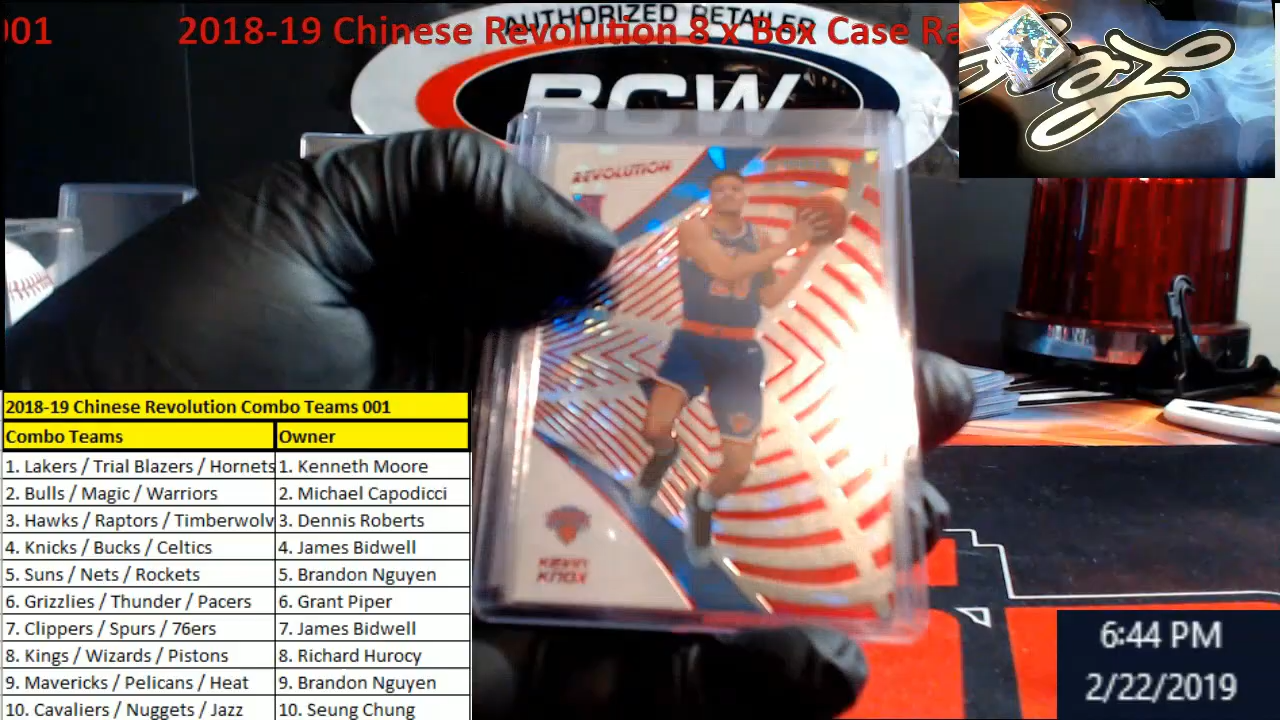 001 2018-19 Chinese Revolution 8 x Box Case Ra
AUTHORIZED RETAILER
BCW
REVOLUTION
KEVIN
KNOX
2018-19 Chinese Revolution Combo Teams 001
Combo Teams Owner
1. Lakers / Trial Blazers / Hornets 1. Kenneth Moore
2. Bulls / Magic / Warriors 2. Michael Capodicci
3. Hawks / Raptors / Timberwolv 3. Dennis Roberts
4. Knicks / Bucks / Celtics 4. James Bidwell
5. Suns / Nets / Rockets 5. Brandon Nguyen
6. Grizzlies / Thunder / Pacers 6. Grant Piper
7. Clippers / Spurs / 76ers 7. James Bidwell
8. Kings / Wizards / Pistons 8. Richard Hurocy
9. Mavericks / Pelicans / Heat 9. Brandon Nguyen
10. Cavaliers / Nuggets / Jazz 10. Seung Chung
6:44 PM
2/22/2019